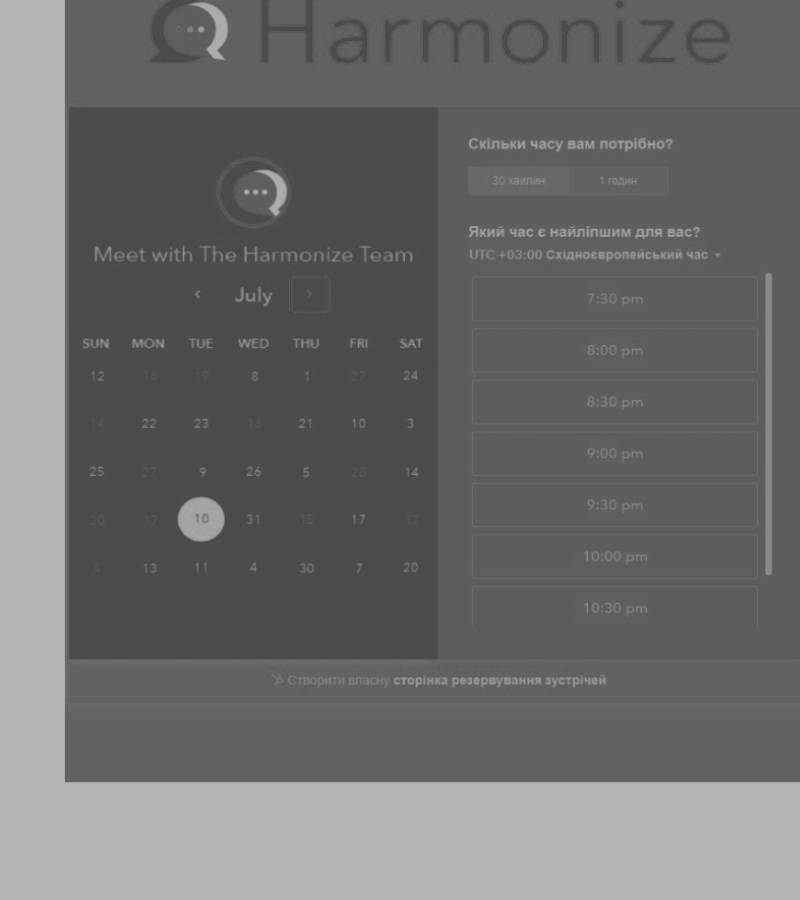 Harmonize
Meet with The Harmonize Team
July
SUN MON TUE WED THU FRI SAT
12 16 19 8 1 27 24
14 22 23 16 21 10 3
25 27 9 26 5 28 14
20 17 10 31 15 17 17
4 13 11 4 30 7 20
Скільки часу вам потрібно?
30 хвилин 1 годин
Який час є найліпшим для вас?
UTC +03:00 Східноєвропейський час
7:30 pm
8:00 pm
8:30 pm
9:00 pm
9:30 pm
10:00 pm
10:30 pm
Створити власну сторінка резервування зустрічей